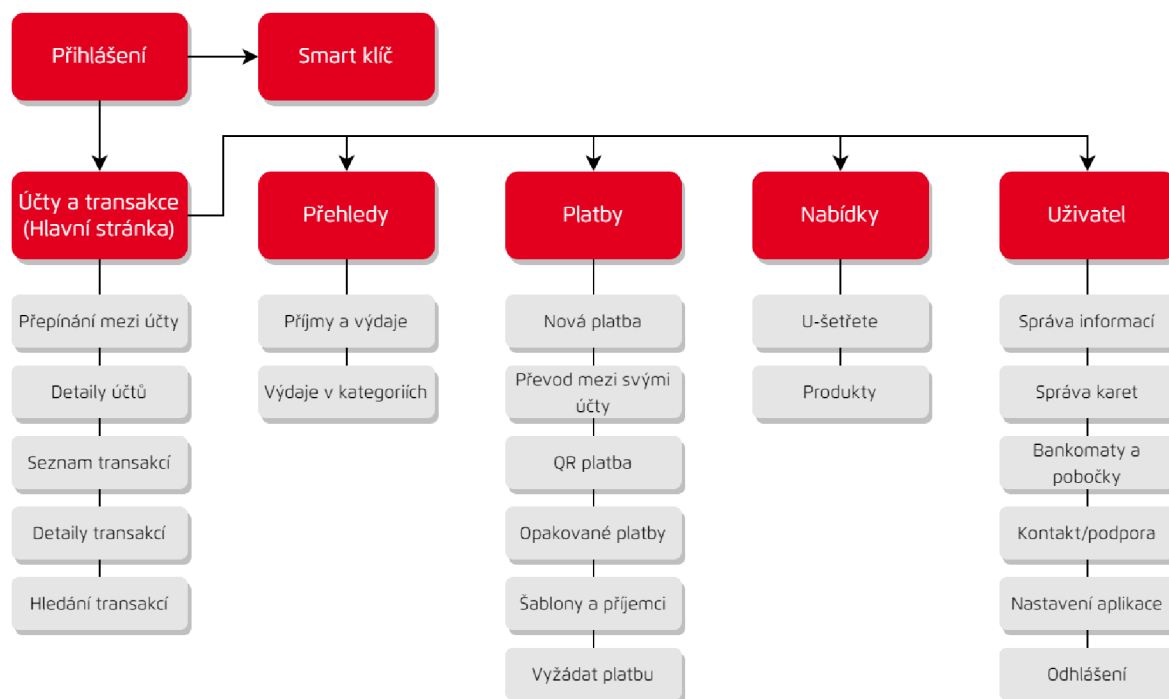 Přihlášení
Smart klíč
Účty a transakce
(Hlavní stránka)
Přehledy
Platby
Nabídky
Uživatel
Přepínání mezi účty
Detaily účtů
Seznam transakcí
Detaily transakcí
Hledání transakcí
Příjmy a výdaje
Výdaje v kategoriích
Nová platba
Převod mezi svými
účty
QR platba
Opakované platby
Šablony a příjemci
Vyžádat platbu
U-šetřete
Produkty
Správa informací
Správa karet
Bankomaty a
pobočky
Kontakt/podpora
Nastavení aplikace
Odhlášení